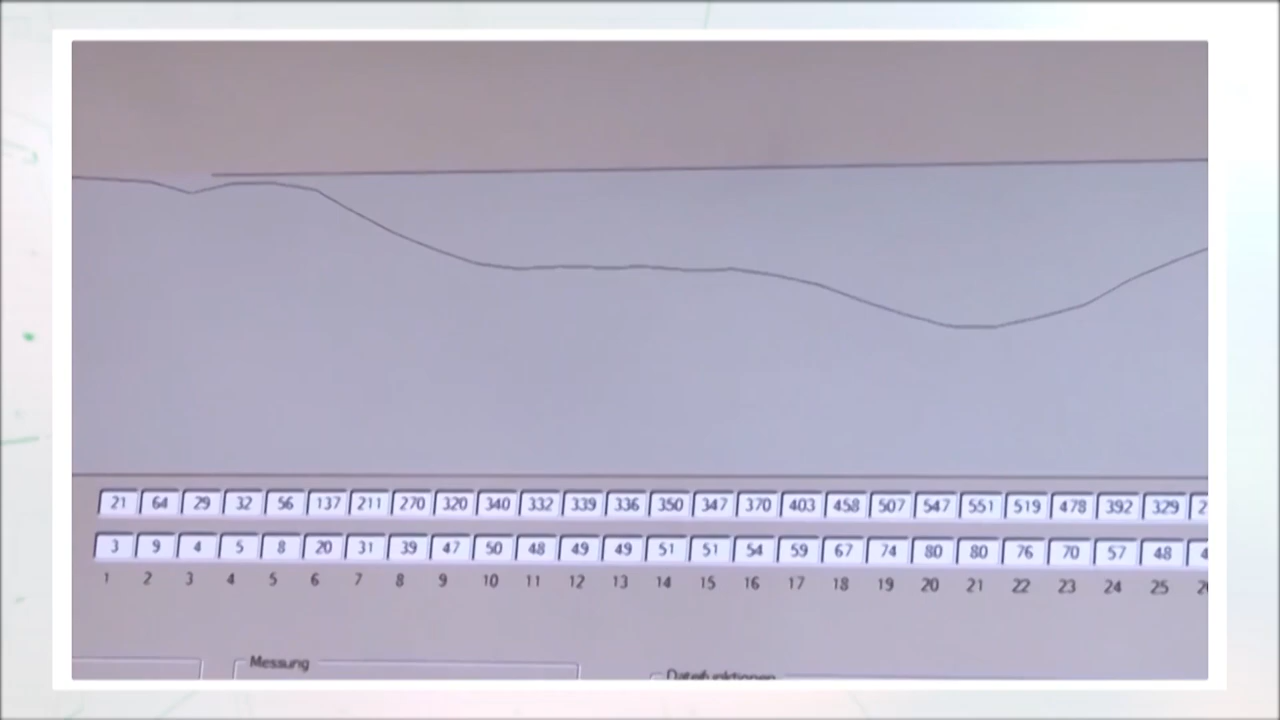 21 64 29 32 56 137 211 270 320 340 332 339 336 350 347 370 403 458 507 547 551 519 478 392 329
3 9 4 5 8 20 31 39 47 50 48 49 49 51 51 54 59 67 74 80 80 76 70 57 48
1 2 3 4 5 6 7 8 9 10 11 12 13 14 15 16 17 18 19 20 21 22 23 24 25
Messung
Dateifunktionen